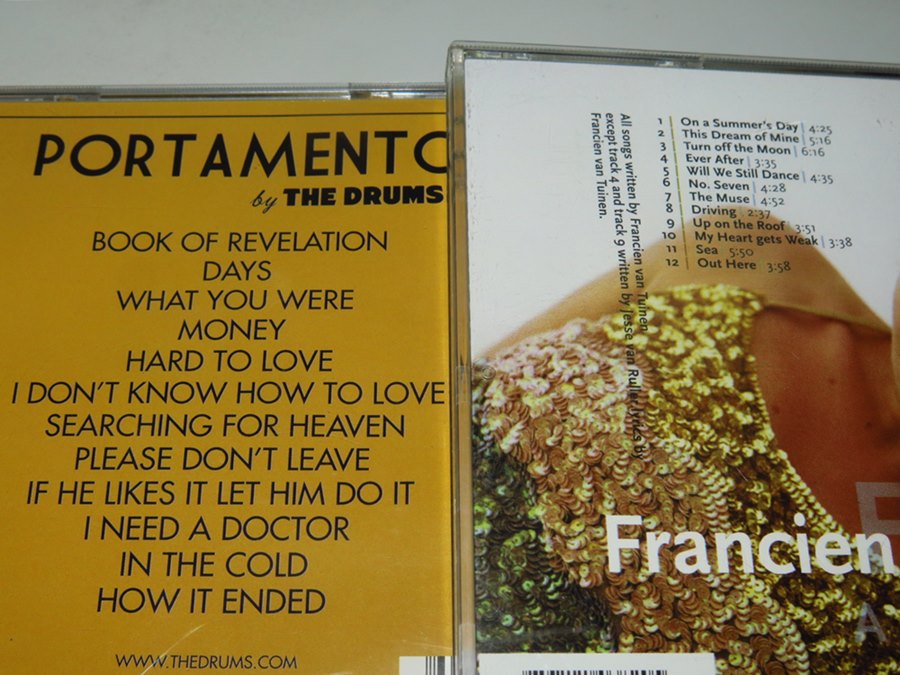 PORTAMENTO
by THE DRUMS
BOOK OF REVELATION
DAYS
WHAT YOU WERE
MONEY
HARD TO LOVE
I DON'T KNOW HOW TO LOVE
SEARCHING FOR HEAVEN
PLEASE DON'T LEAVE
IF HE LIKES IT LET HIM DO IT
I NEED A DOCTOR
IN THE COLD
HOW IT ENDED
WWW.THEDRUMS.COM
1 On a Summer's Day | 4:25
2 This Dream of Mine | 5:16
3 Turn off the Moon | 6:16
4 Ever After | 3:35
5 Will We Still Dance | 4:35
6 No. Seven | 4:28
7 The Muse | 4:52
8 Driving 2:37
9 Up on the Roof 3:51
10 My Heart gets Weak | 3:38
11 Sea 5:50
12 Out Here 3:58
All songs written by Francien van Tuinen,
except track 4 and track 9 written by Jesse van Ruller, lyrics by
Francien van Tuinen.
Francien
F
A